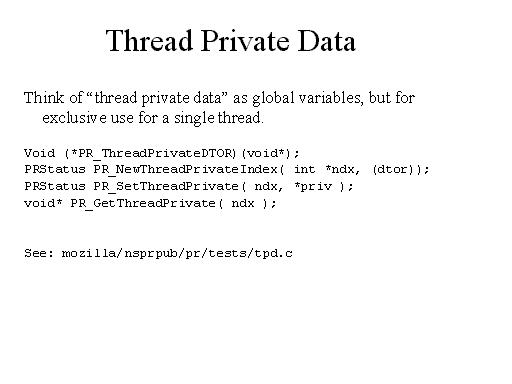 Thread Private Data
Think of “thread private data” as global variables, but for
exclusive use for a single thread.
Void (*PR_ThreadPrivateDTOR)(void*);
PRStatus PR_NewThreadPrivateIndex( int *ndx, (dtor));
PRStatus PR_SetThreadPrivate( ndx, *priv );
void* PR_GetThreadPrivate( ndx );
See: mozilla/nsprpub/pr/tests/tpd.c